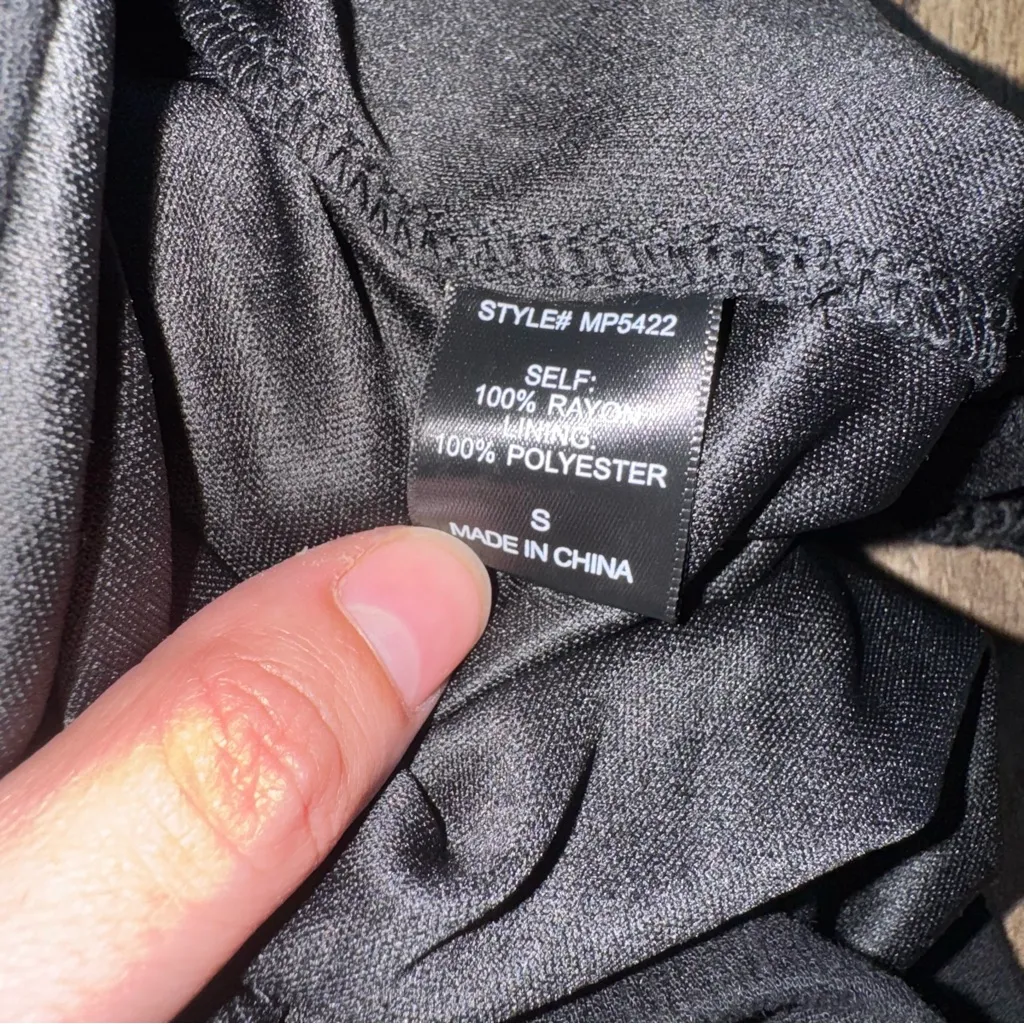 STYLE# MP5422
SELF:
100% RAYON
LINING:
100% POLYESTER
S
MADE IN CHINA